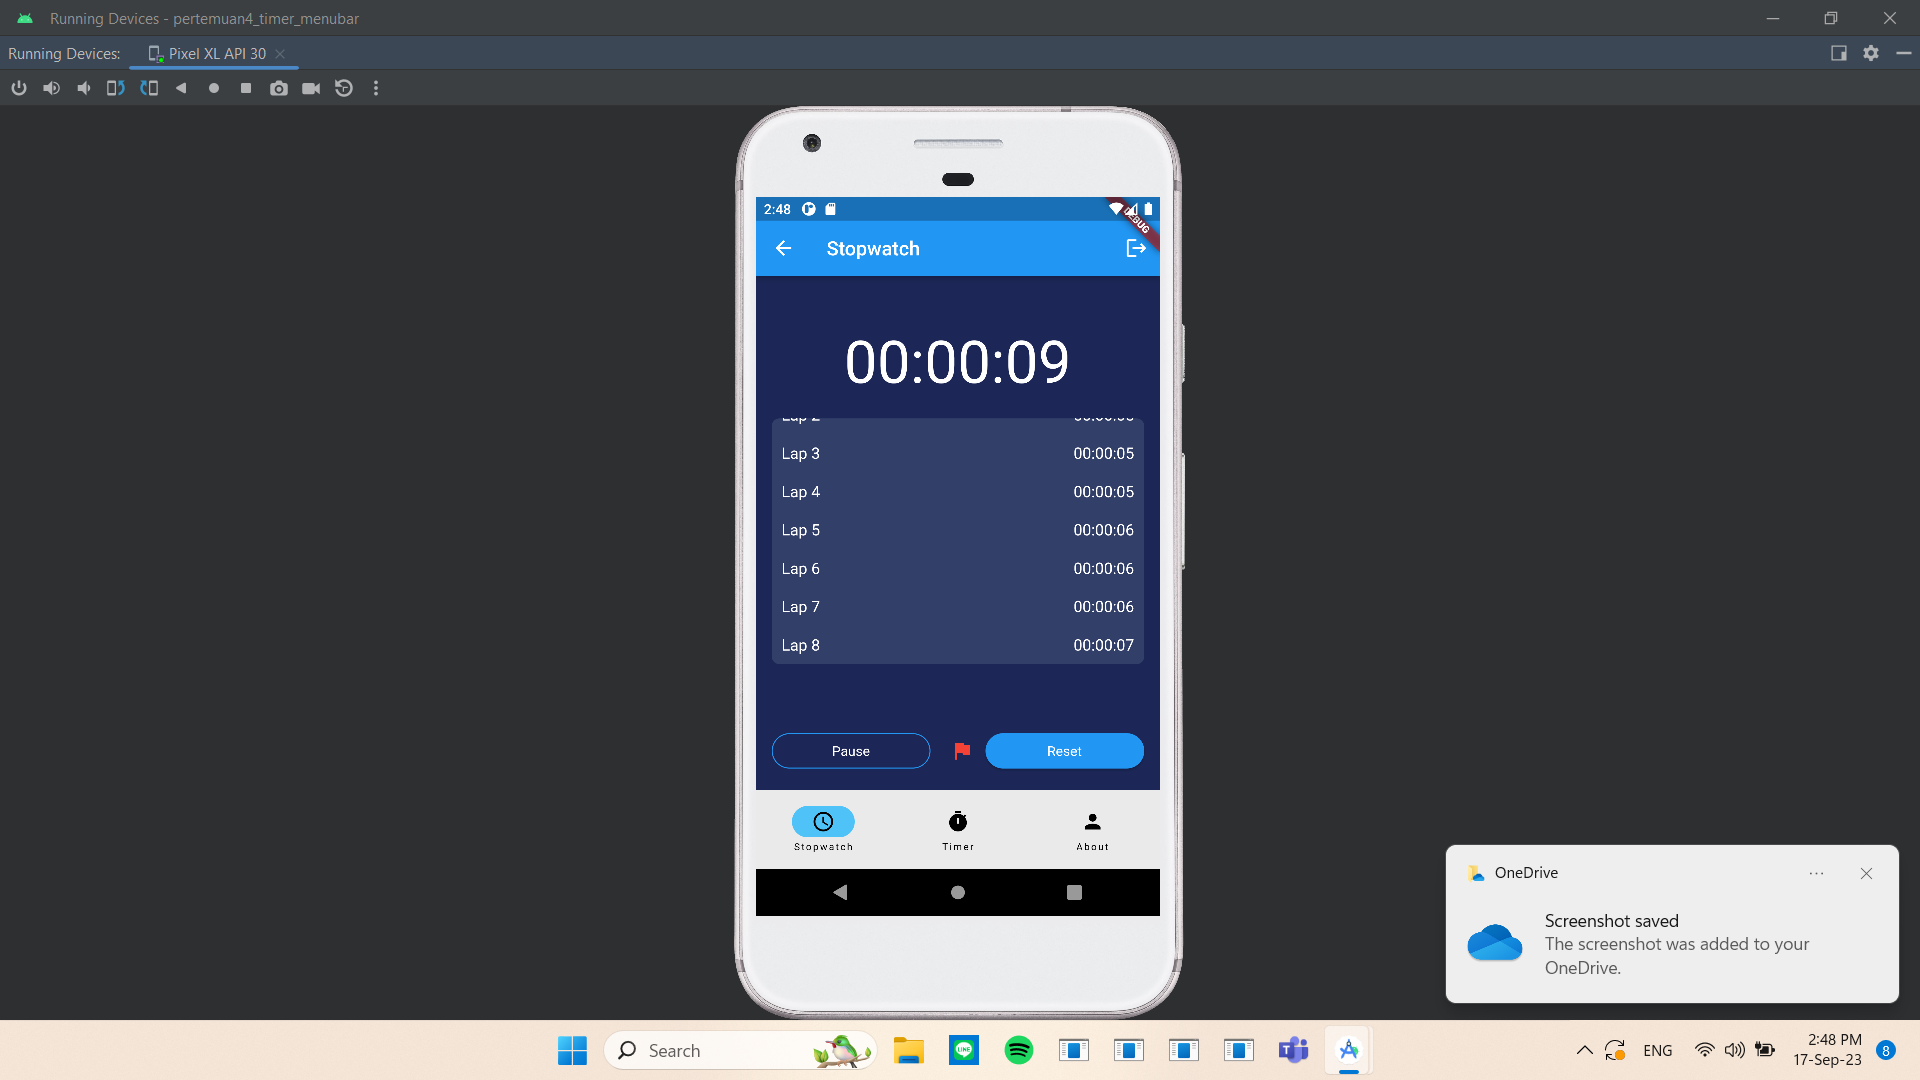 Running Devices - pertemuan4_timer_menubar
Running Devices: Pixel XL API 30
2:48
DEBUG
Stopwatch
00:00:09
Lap 2
Lap 3 00:00:05
Lap 4 00:00:05
Lap 5 00:00:06
Lap 6 00:00:06
Lap 7 00:00:06
Lap 8 00:00:07
Pause Reset
Stopwatch Timer About
OneDrive
Screenshot saved
The screenshot was added to your
OneDrive.
Search
LINE
ENG
2:48 PM
17-Sep-23
8